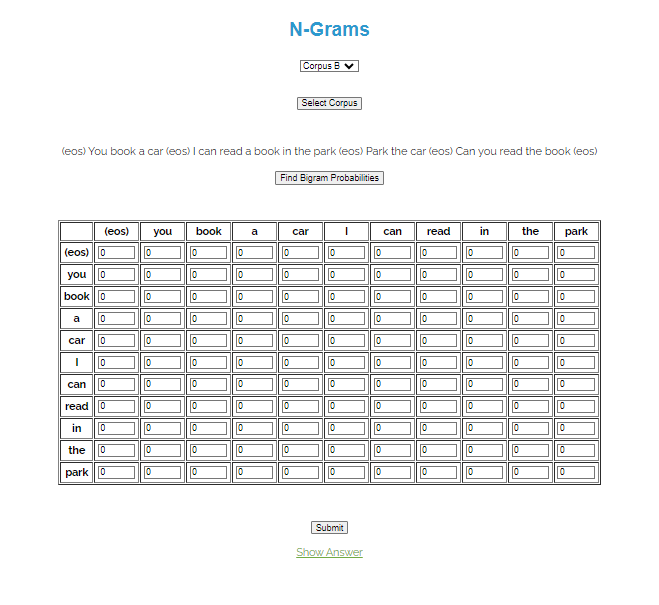 N-Grams
Corpus B
Select Corpus
(eos) You book a car (eos) I can read a book in the park (eos) Park the car (eos) Can you read the book (eos)
Find Bigram Probabilities
(eos) you book a car I can read in the park
(eos) 0 0 0 0 0 0 0 0 0 0 0
you 0 0 0 0 0 0 0 0 0 0 0
book 0 0 0 0 0 0 0 0 0 0 0
a 0 0 0 0 0 0 0 0 0 0 0
car 0 0 0 0 0 0 0 0 0 0 0
I 0 0 0 0 0 0 0 0 0 0 0
can 0 0 0 0 0 0 0 0 0 0 0
read 0 0 0 0 0 0 0 0 0 0 0
in 0 0 0 0 0 0 0 0 0 0 0
the 0 0 0 0 0 0 0 0 0 0 0
park 0 0 0 0 0 0 0 0 0 0 0
Submit
Show Answer